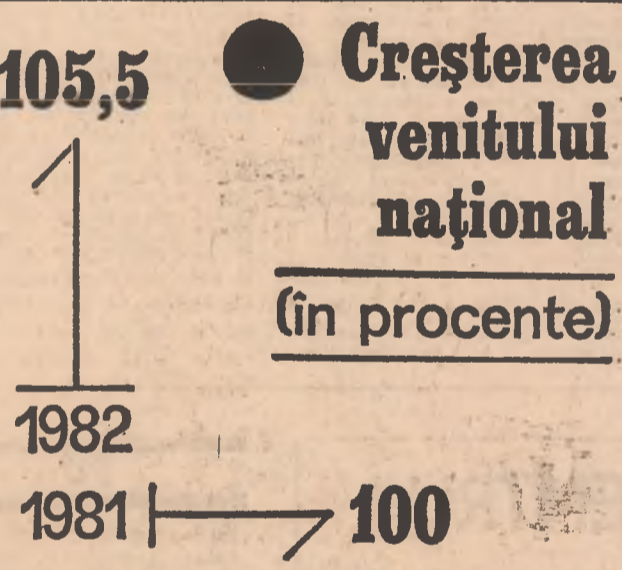 105,5
Creşterea
venitului
naţional
(în procente)
1982
1981
100